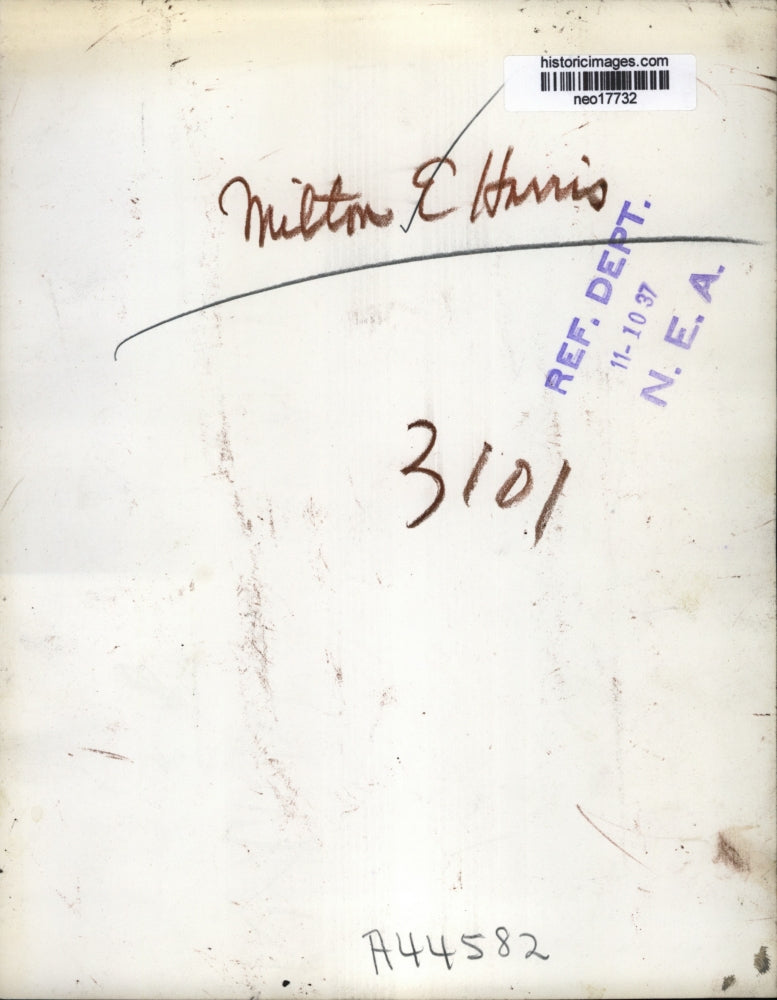 historicimages.com
neo17732
Milton E Harris
REF. DEPT.
11-10 37
N. E. A.
3101
A44582